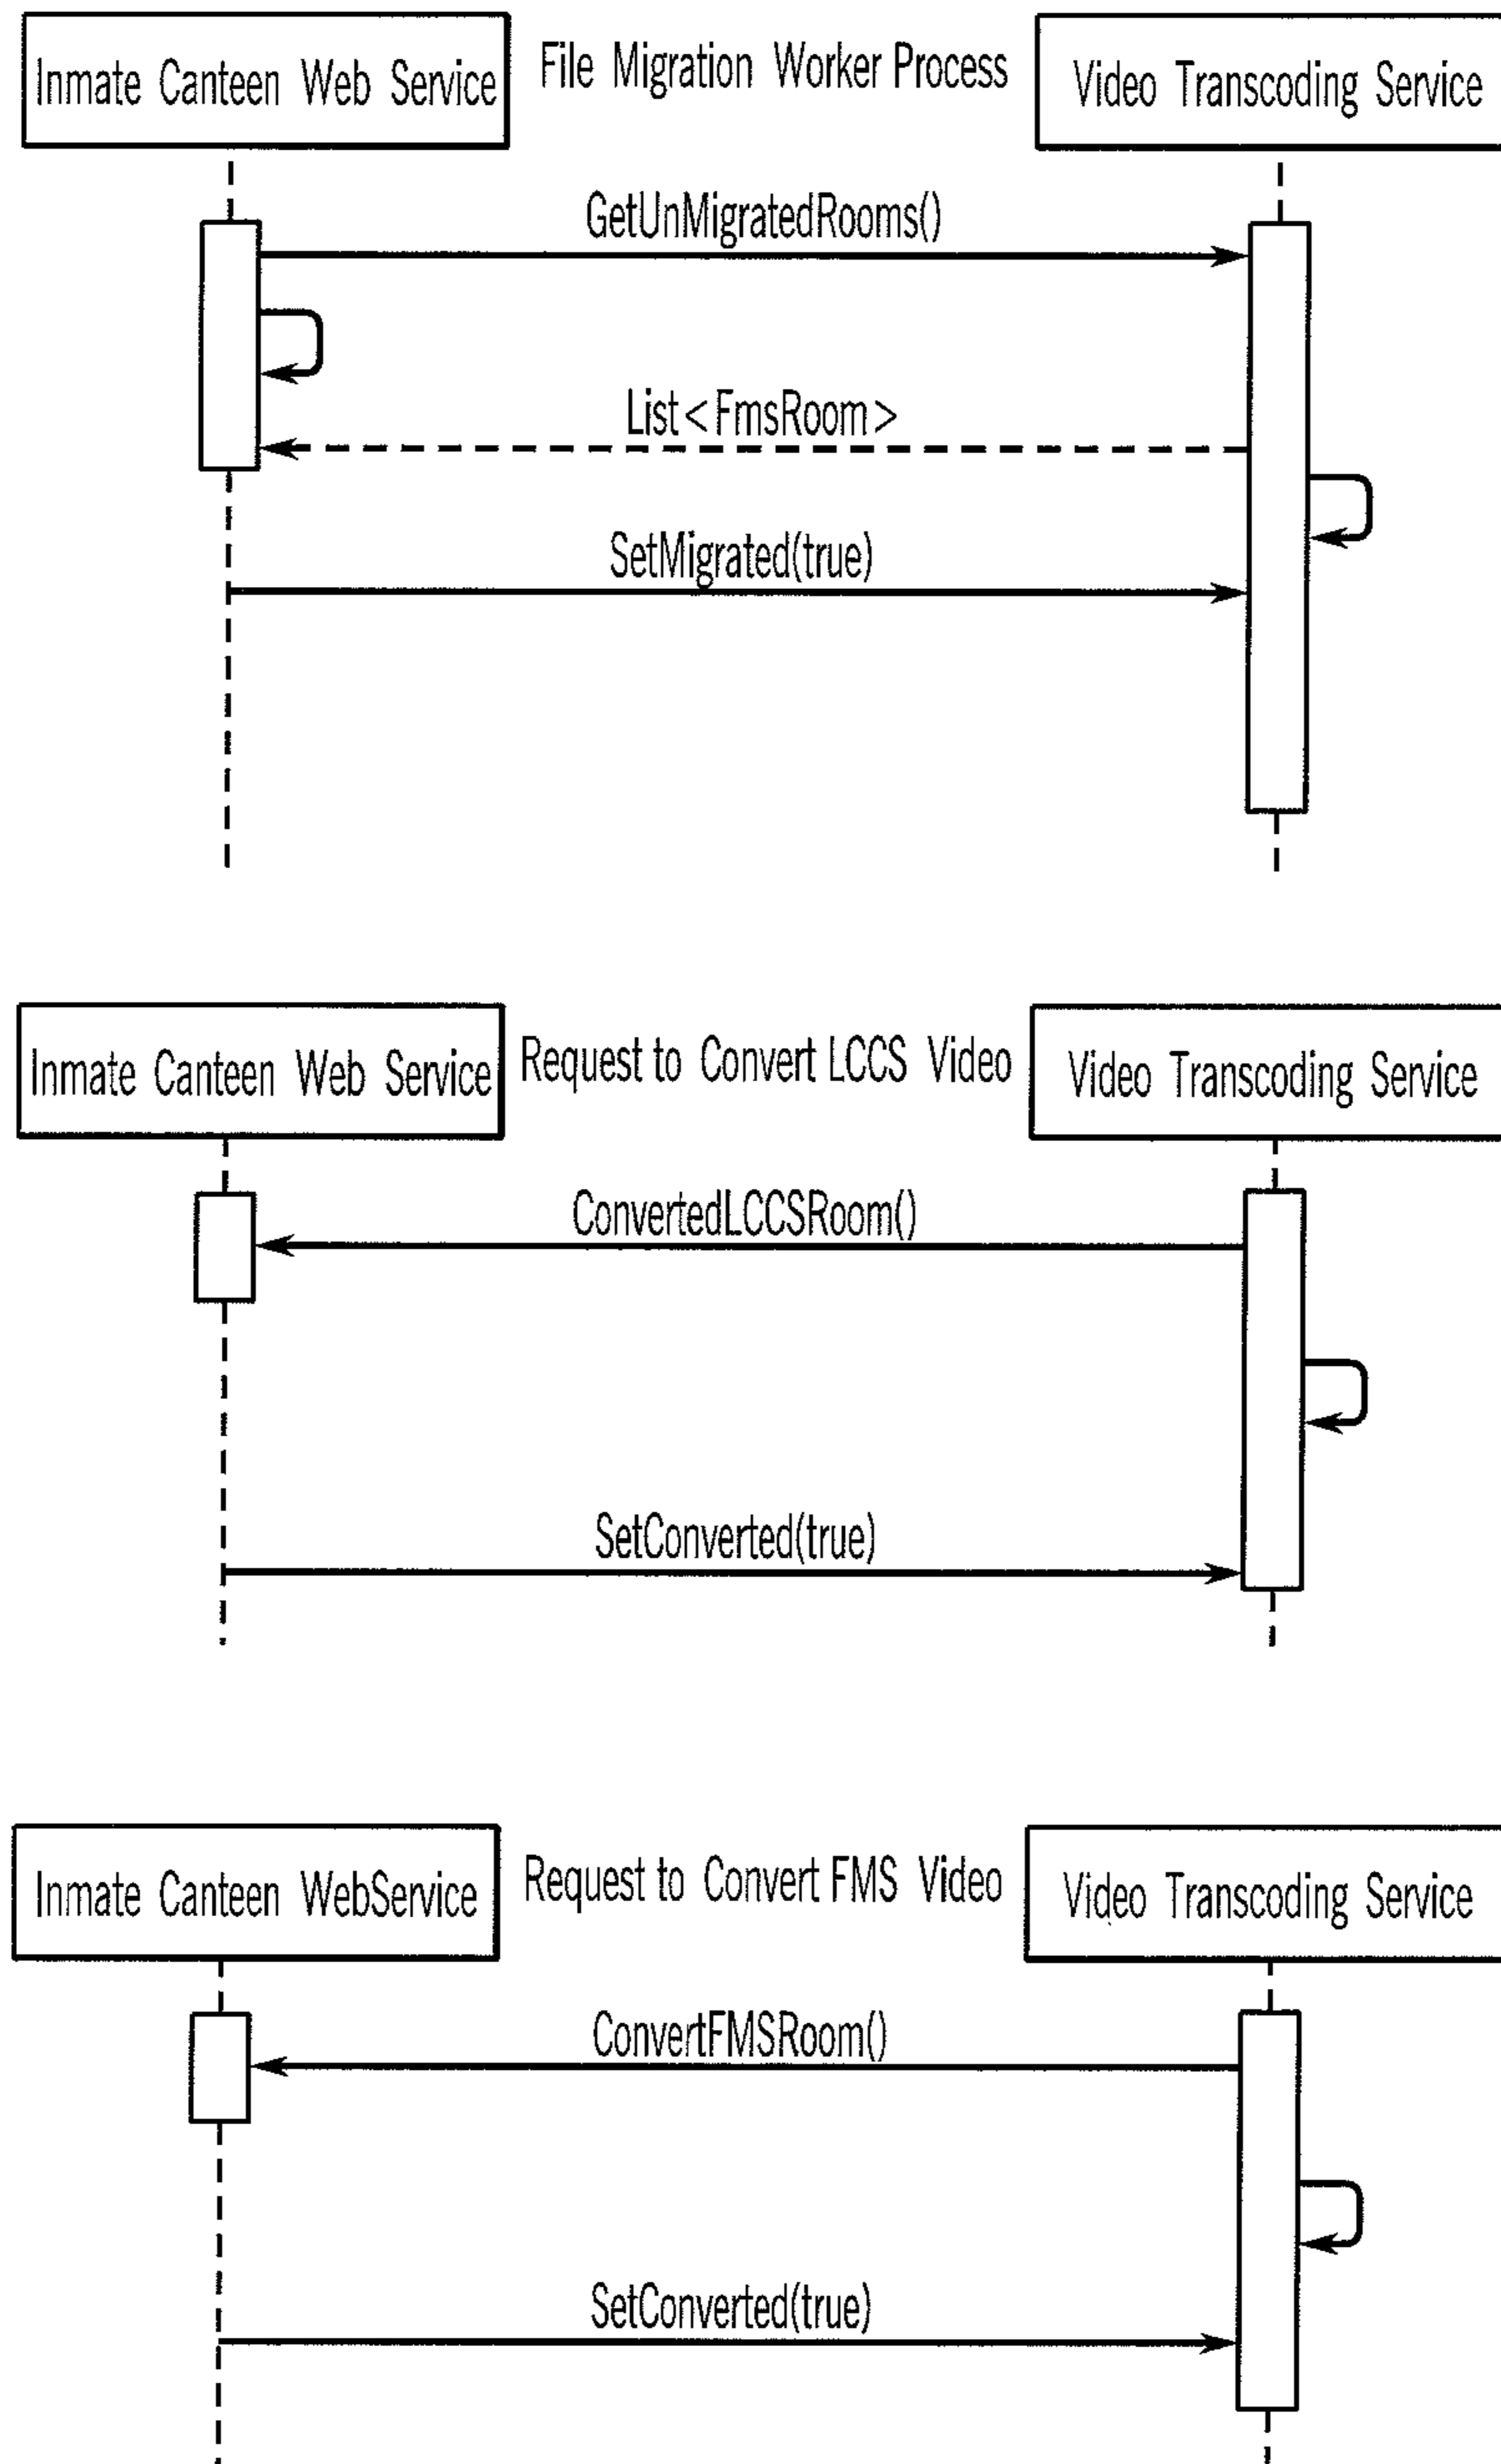 Inmate Canteen Web Service
File Migration Worker Process
Video Transcoding Service
GetUnMigratedRooms()
List<FmsRoom>
SetMigrated(true)
Inmate Canteen Web Service
Request to Convert LCCS Video
Video Transcoding Service
ConvertedLCCSRoom()
SetConverted(true)
Inmate Canteen WebService
Request to Convert FMS Video
Video Transcoding Service
ConvertFMSRoom()
SetConverted(true)